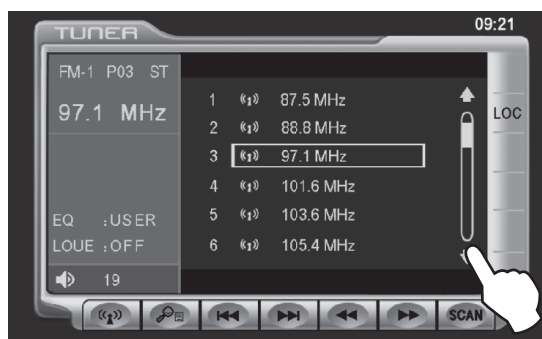 TUNER
09:21
FM-1 P03 ST
97.1 MHz
EQ :USER
LOUE :OFF
19
1 87.5 MHz
2 88.8 MHz
3 97.1 MHz
4 101.6 MHz
5 103.6 MHz
6 105.4 MHz
LOC
SCAN